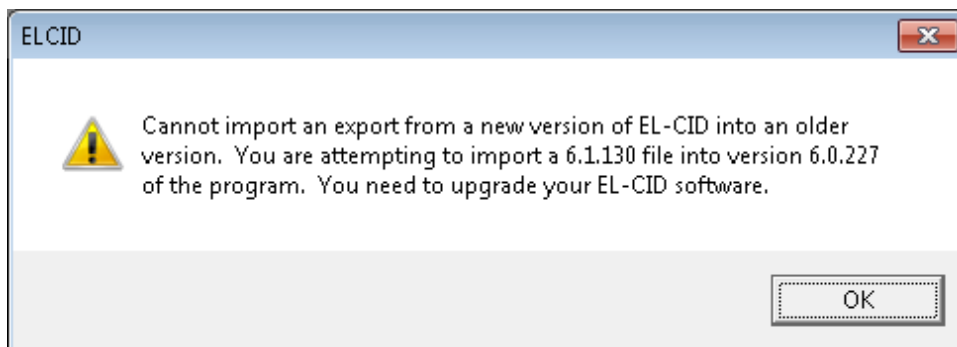 ELCID
Cannot import an export from a new version of EL-CID into an older
version.  You are attempting to import a 6.1.130 file into version 6.0.227
of the program.  You need to upgrade your EL-CID software.
OK